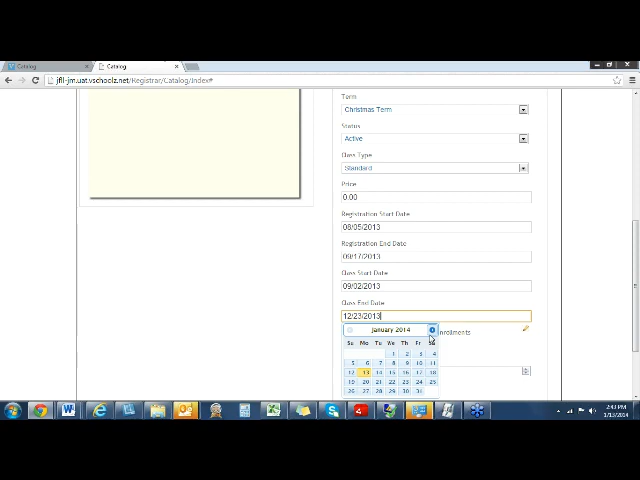 Catalog
Catalog
jfll-jm.uat.vschoolz.net/Registrar/Catalog/Index#
Term
Christmas Term
Status
Active
Class Type
Standard
Price
0.00
Registration Start Date
08/05/2013
Registration End Date
09/17/2013
Class Start Date
09/02/2013
Class End Date
12/23/2013
nrollments
January 2014
Su Mo Tu We Th Fr Sa
1 2 3 4
5 6 7 8 9 10 11
12 13 14 15 16 17 18
19 20 21 22 23 24 25
26 27 28 29 30 31
2:43 PM
1/13/2014